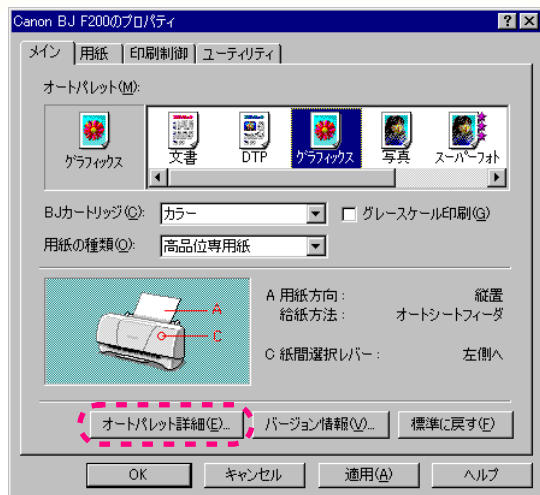 Canon BJ F200のプロパティ
メイン 用紙 印刷制御 ユーティリティ
オートパレット(M):
グラフィックス 文書 DTP グラフィックス 写真 スーパーフォト
BJカートリッジ(C): カラー グレースケール印刷(G)
用紙の種類(O): 高品位専用紙
A 用紙方向: 縦置
給紙方法: オートシートフィーダ
A
C
C 紙間選択レバー: 左側へ
オートパレット詳細(E)... バージョン情報(V)... 標準に戻す(F)
OK キャンセル 適用(A) ヘルプ